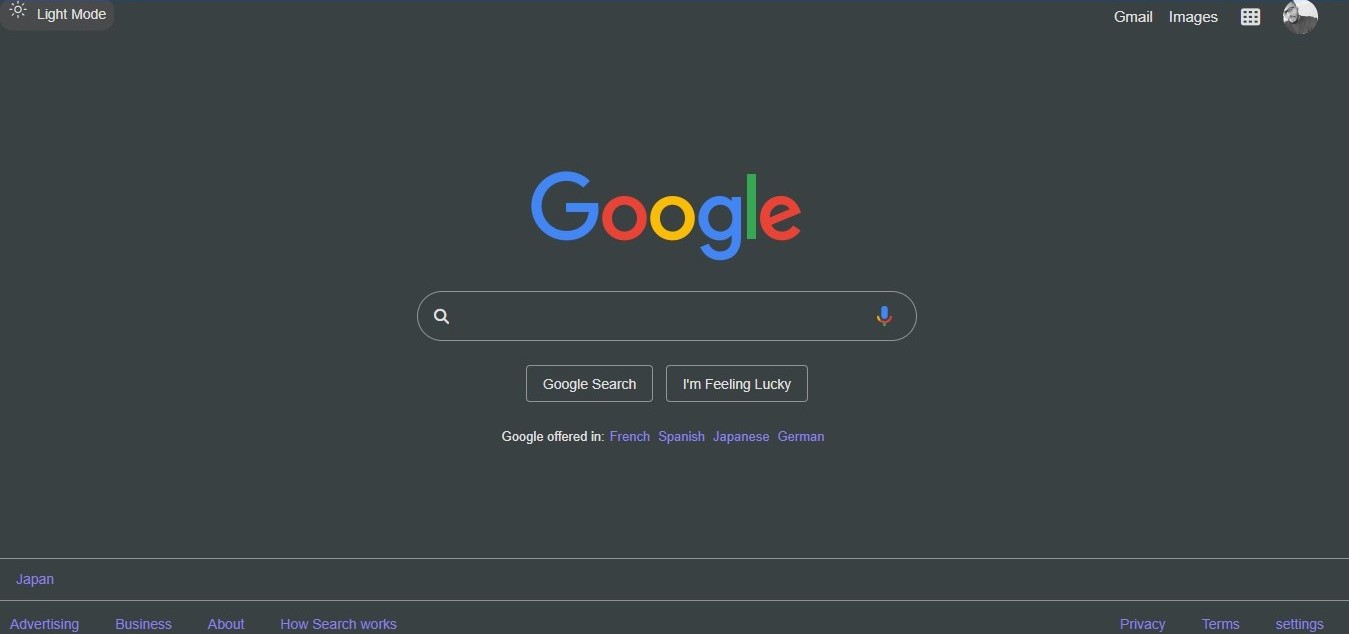 Light Mode
Gmail Images
Google
Google Search I'm Feeling Lucky
Google offered in: French Spanish Japanese German
Japan
Advertising Business About How Search works Privacy Terms settings